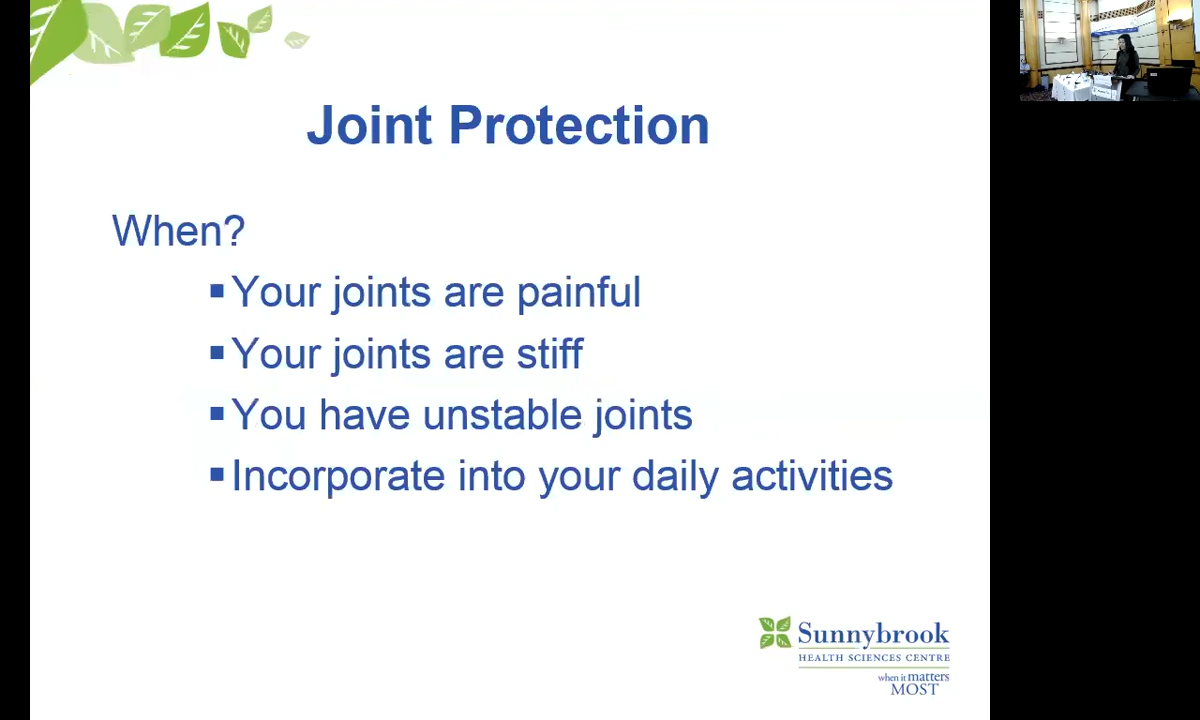 Joint Protection
When?
▪Your joints are painful
▪Your joints are stiff
▪You have unstable joints
▪Incorporate into your daily activities
Sunnybrook
HEALTH SCIENCES CENTRE
when it matters
MOST